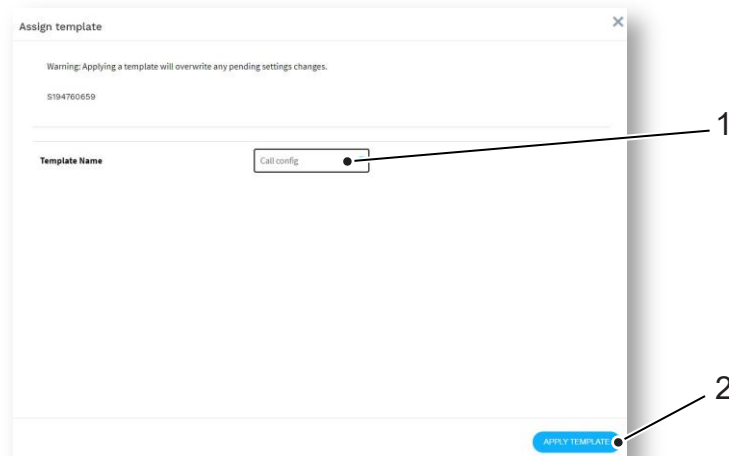 Assign template
Warning: Applying a template will overwrite any pending settings changes.
S194760659
1
Template Name
Call config
2
APPLY TEMPLATE